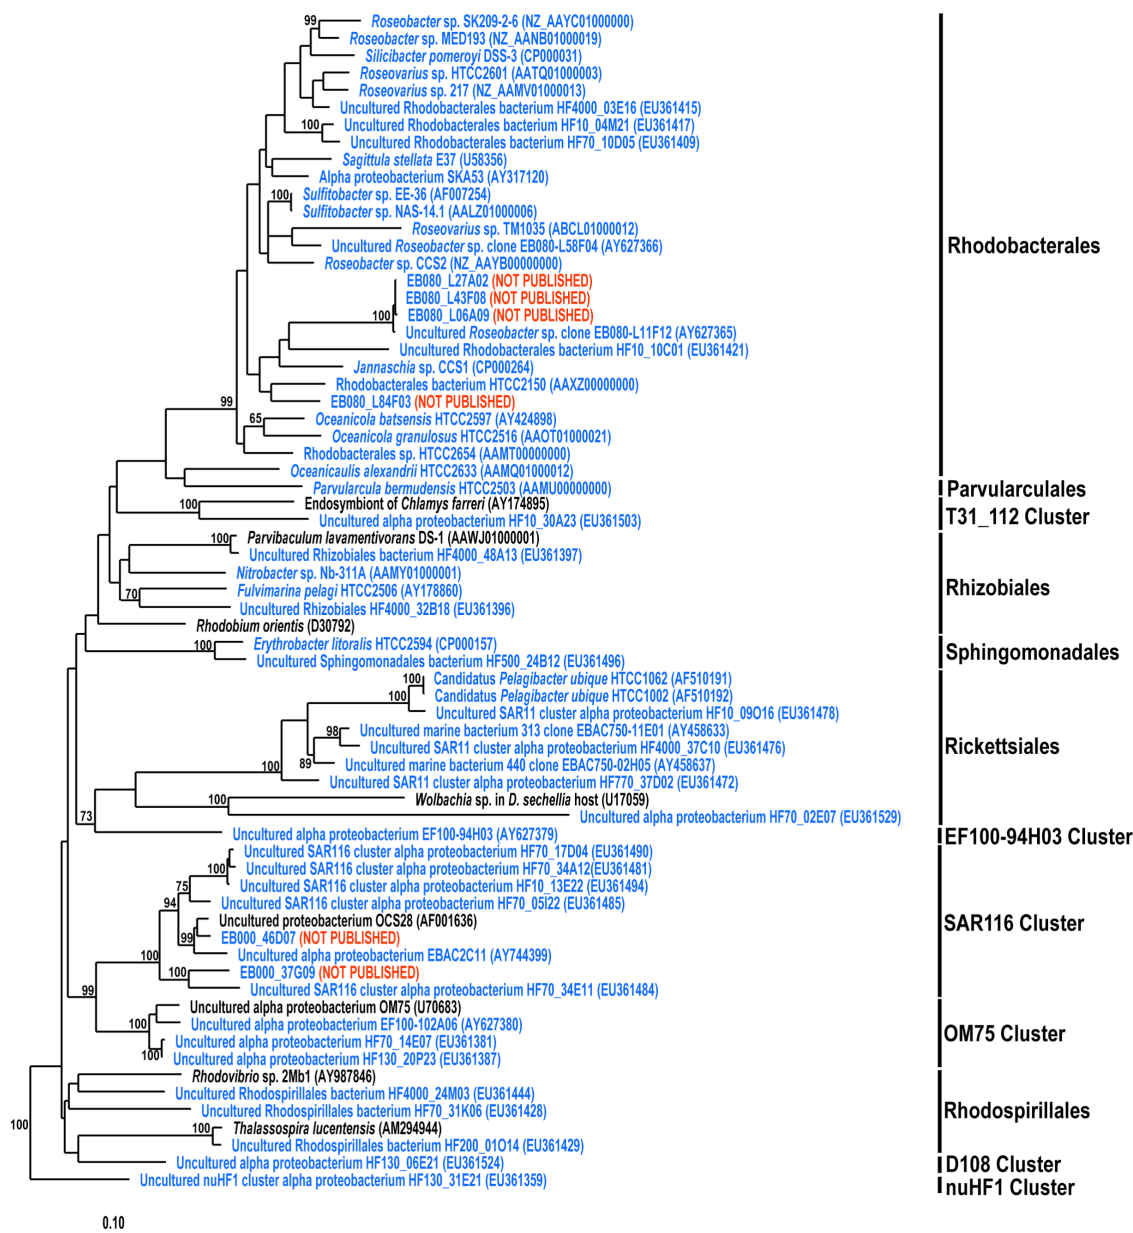 99
Roseobacter sp. SK209-2-6 (NZ_AAYC01000000)
Roseobacter sp. MED193 (NZ_AANB01000019)
Silicibacter pomeroyi DSS-3 (CP000031)
Roseovarius sp. HTCC2601 (AATQ01000003)
Roseovarius sp. 217 (NZ_AAMV01000013)
Uncultured Rhodobacterales bacterium HF4000_03E16 (EU361415)
100
Uncultured Rhodobacterales bacterium HF10_04M21 (EU361417)
Uncultured Rhodobacterales bacterium HF70_10D05 (EU361409)
Sagittula stellata E37 (U58356)
Alpha proteobacterium SKA53 (AY317120)
100
Sulfitobacter sp. EE-36 (AF007254)
Sulfitobacter sp. NAS-14.1 (AALZ01000006)
Roseovarius sp. TM1035 (ABCL01000012)
Uncultured Roseobacter sp. clone EB080-L58F04 (AY627366)
Rhodobacterales
Roseobacter sp. CCS2 (NZ_AAYB00000000)
EB080_L27A02 (NOT PUBLISHED)
EB080_L43F08 (NOT PUBLISHED)
100
EB080_L06A09 (NOT PUBLISHED)
Uncultured Roseobacter sp. clone EB080-L11F12 (AY627365)
Uncultured Rhodobacterales bacterium HF10_10C01 (EU361421)
Jannaschia sp. CCS1 (CP000264)
Rhodobacterales bacterium HTCC2150 (AAXZ00000000)
99
EB080_L84F03 (NOT PUBLISHED)
65
Oceanicola batsensis HTCC2597 (AY424898)
Oceanicola granulosus HTCC2516 (AAOT01000021)
Rhodobacterales sp. HTCC2654 (AAMT00000000)
Oceanicaulis alexandrii HTCC2633 (AAMQ01000012)
Parvularcula bermudensis HTCC2503 (AAMU00000000)
Parvularculales
100
Endosymbiont of Chlamys farreri (AY174895)
Uncultured alpha proteobacterium HF10_30A23 (EU361503)
T31_112 Cluster
100
Parvibaculum lavamentivorans DS-1 (AAWJ01000001)
Uncultured Rhizobiales bacterium HF4000_48A13 (EU361397)
Nitrobacter sp. Nb-311A (AAMY01000001)
Rhizobiales
70
Fulvimarina pelagi HTCC2506 (AY178860)
Uncultured Rhizobiales HF4000_32B18 (EU361396)
Rhodobium orientis (D30792)
100
Erythrobacter litoralis HTCC2594 (CP000157)
Uncultured Sphingomonadales bacterium HF500_24B12 (EU361496)
Sphingomonadales
100
Candidatus Pelagibacter ubique HTCC1062 (AF510191)
100
Candidatus Pelagibacter ubique HTCC1002 (AF510192)
Uncultured SAR11 cluster alpha proteobacterium HF10_09O16 (EU361478)
98
Uncultured marine bacterium 313 clone EBAC750-11E01 (AY458633)
Uncultured SAR11 cluster alpha proteobacterium HF4000_37C10 (EU361476)
Rickettsiales
89
Uncultured marine bacterium 440 clone EBAC750-02H05 (AY458637)
100
Uncultured SAR11 cluster alpha proteobacterium HF770_37D02 (EU361472)
100
Wolbachia sp. in D. sechellia host (U17059)
Uncultured alpha proteobacterium HF70_02E07 (EU361529)
73
Uncultured alpha proteobacterium EF100-94H03 (AY627379)
EF100-94H03 Cluster
Uncultured SAR116 cluster alpha proteobacterium HF70_17D04 (EU361490)
100
Uncultured SAR116 cluster alpha proteobacterium HF70_34A12(EU361481)
75
Uncultured SAR116 cluster alpha proteobacterium HF10_13E22 (EU361494)
94
Uncultured SAR116 cluster alpha proteobacterium HF70_05I22 (EU361485)
Uncultured proteobacterium OCS28 (AF001636)
SAR116 Cluster
99
EB000_46D07 (NOT PUBLISHED)
100
Uncultured alpha proteobacterium EBAC2C11 (AY744399)
100
EB000_37G09 (NOT PUBLISHED)
99
Uncultured SAR116 cluster alpha proteobacterium HF70_34E11 (EU361484)
Uncultured alpha proteobacterium OM75 (U70683)
100
Uncultured alpha proteobacterium EF100-102A06 (AY627380)
OM75 Cluster
Uncultured alpha proteobacterium HF70_14E07 (EU361381)
100
Uncultured alpha proteobacterium HF130_20P23 (EU361387)
Rhodovibrio sp. 2Mb1 (AY987846)
Uncultured Rhodospirillales bacterium HF4000_24M03 (EU361444)
Uncultured Rhodospirillales bacterium HF70_31K06 (EU361428)
Rhodospirillales
100
100
Thalassospira lucentensis (AM294944)
Uncultured Rhodospirillales bacterium HF200_01O14 (EU361429)
Uncultured alpha proteobacterium HF130_06E21 (EU361524)
D108 Cluster
Uncultured nuHF1 cluster alpha proteobacterium HF130_31E21 (EU361359)
nuHF1 Cluster
0.10